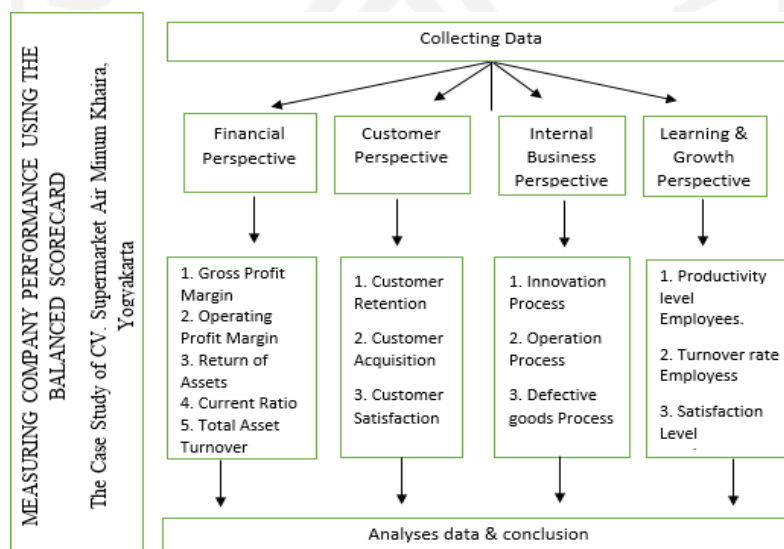 MEASURING COMPANY PERFORMANCE USING THE
BALANCED SCORECARD
The Case Study of CV. Supermarket Air Minum Khaira,
Yogyakarta
Collecting Data
Financial
Perspective
Customer
Perspective
Internal
Business
Perspective
Learning &
Growth
Perspective
1. Gross Profit
Margin
2. Operating
Profit Margin
3. Return of
Assets
4. Current Ratio
5. Total Asset
Turnover
1. Customer
Retention
2. Customer
Acquisition
3. Customer
Satisfaction
1. Innovation
Process
2. Operation
Process
3. Defective
goods Process
1. Productivity
level
Employees.
2. Turnover rate
Employess
3. Satisfaction
Level
Analyses data & conclusion